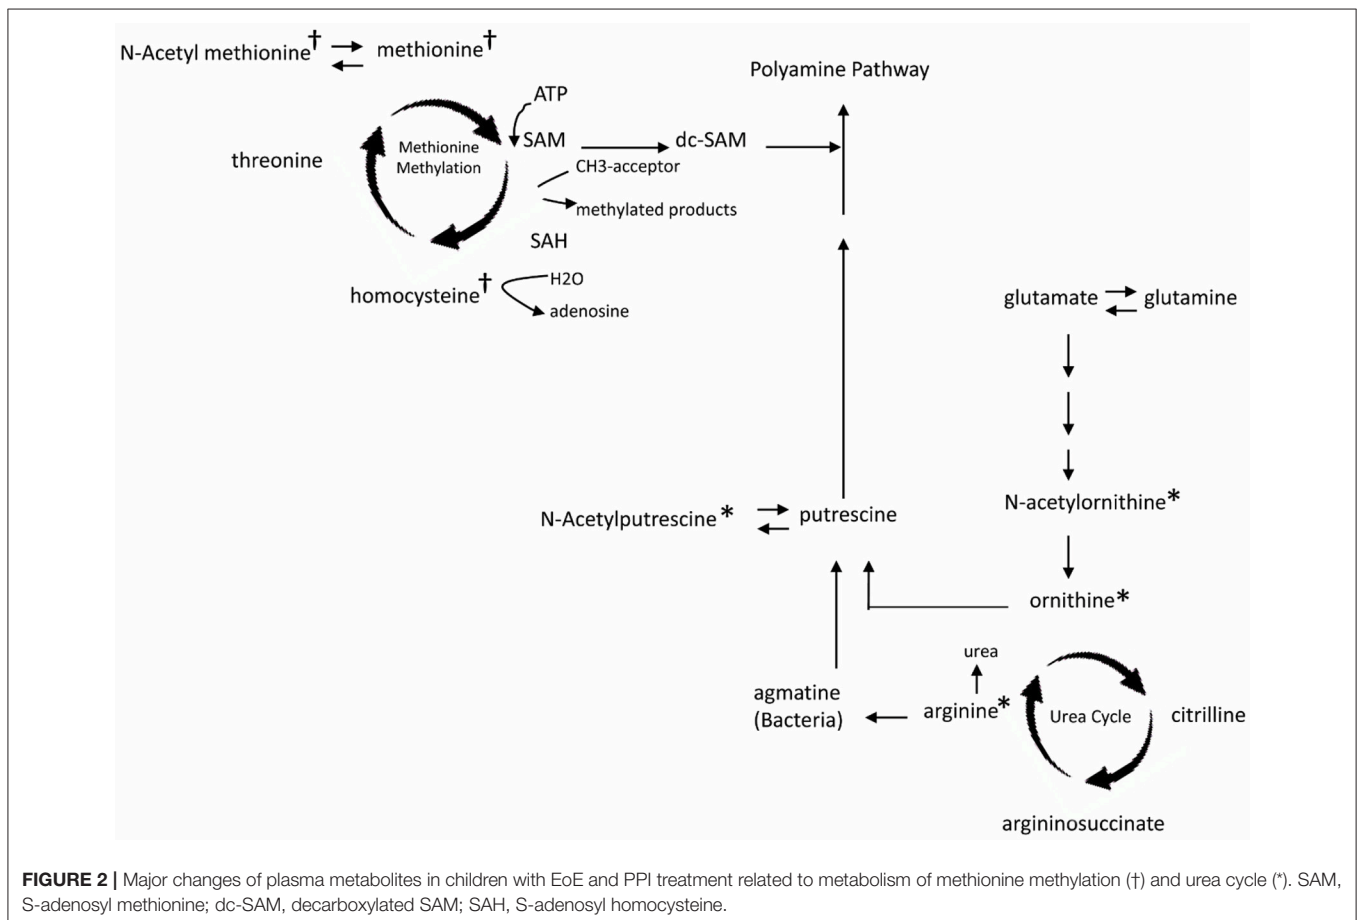 N-Acetyl methionine† methionine†
Polyamine Pathway
ATP
SAM
dc-SAM
Methionine
Methylation
threonine
CH3-acceptor
methylated products
SAH
H2O
homocysteine†
adenosine
glutamate glutamine
N-acetylornithine*
N-Acetylputrescine* putrescine
ornithine*
urea
agmatine
(Bacteria)
arginine*
Urea Cycle
citrilline
argininosuccinate
FIGURE 2 | Major changes of plasma metabolites in children with EoE and PPI treatment related to metabolism of methionine methylation (†) and urea cycle (*). SAM,
S-adenosyl methionine; dc-SAM, decarboxylated SAM; SAH, S-adenosyl homocysteine.